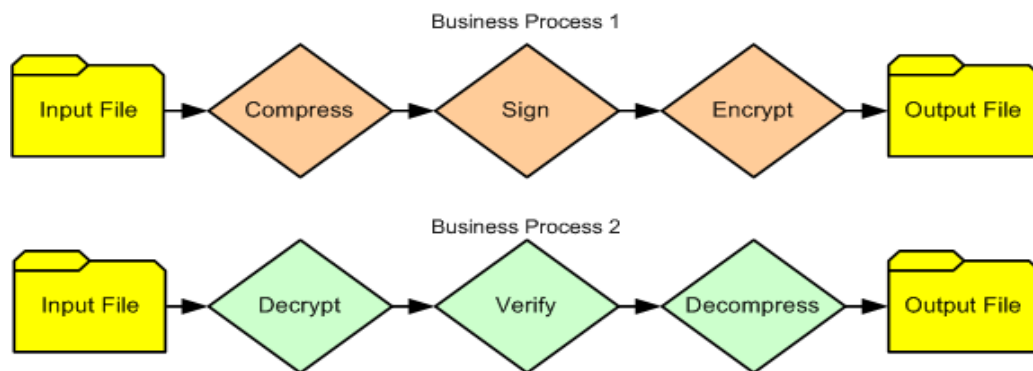 Business Process 1
Input File
Compress
Sign
Encrypt
Output File
Business Process 2
Input File
Decrypt
Verify
Decompress
Output File